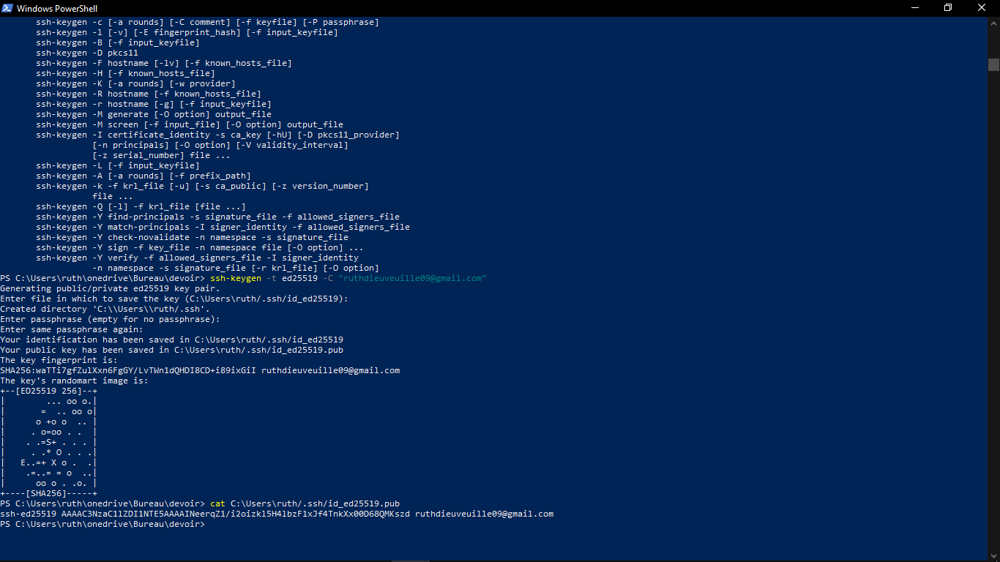 Windows PowerShell
ssh-keygen -c [-a rounds] [-C comment] [-f keyfile] [-P passphrase]
ssh-keygen -l [-v] [-E fingerprint_hash] [-f input_keyfile]
ssh-keygen -B [-f input_keyfile]
ssh-keygen -D pkcs11
ssh-keygen -F hostname [-lv] [-f known_hosts_file]
ssh-keygen -H [-f known_hosts_file]
ssh-keygen -K [-a rounds] [-w provider]
ssh-keygen -R hostname [-f known_hosts_file]
ssh-keygen -r hostname [-g] [-f input_keyfile]
ssh-keygen -M generate [-O option] output_file
ssh-keygen -M screen [-f input_file] [-O option] output_file
ssh-keygen -I certificate_identity -s ca_key [-hU] [-D pkcs11_provider]
[-n principals] [-O option] [-V validity_interval]
[-z serial_number] file ...
ssh-keygen -L [-f input_keyfile]
ssh-keygen -A [-a rounds] [-f prefix_path]
ssh-keygen -k -f krl_file [-u] [-s ca_public] [-z version_number]
file ...
ssh-keygen -Q [-l] -f krl_file [file ...]
ssh-keygen -Y find-principals -s signature_file -f allowed_signers_file
ssh-keygen -Y match-principals -I signer_identity -f allowed_signers_file
ssh-keygen -Y check-novalidate -n namespace -s signature_file
ssh-keygen -Y sign -f key_file -n namespace file [-O option] ...
ssh-keygen -Y verify -f allowed_signers_file -I signer_identity
-n namespace -s signature_file [-r krl_file] [-O option]
PS C:\Users\ruth\onedrive\Bureau\devoir> ssh-keygen -t ed25519 -C "ruthdieuveuille09@gmail.com"
Generating public/private ed25519 key pair.
Enter file in which to save the key (C:\Users\ruth/.ssh/id_ed25519):
Created directory 'C:\\Users\\ruth/.ssh'.
Enter passphrase (empty for no passphrase):
Enter same passphrase again:
Your identification has been saved in C:\Users\ruth/.ssh/id_ed25519
Your public key has been saved in C:\Users\ruth/.ssh/id_ed25519.pub
The key fingerprint is:
SHA256:waTTi7gfZulXxn6FgGY/LvTWn1dQHDI8CD+i89ixGiI ruthdieuveuille09@gmail.com
The key's randomart image is:
+--[ED25519 256]--+
|        ... oo o.|
|       =  .. oo o|
|      o +o o  .. |
|     . o=oo . .  |
|    . .=S+ . . . |
|     . .* O . . .|
|   E..=+ X o .  .|
|    .=..= = o  ..|
|      oo o . .o. |
+----[SHA256]-----+
PS C:\Users\ruth\onedrive\Bureau\devoir> cat C:\Users\ruth/.ssh/id_ed25519.pub
ssh-ed25519 AAAAC3NzaC1lZDI1NTE5AAAAINeerqZ1/i2oizkl5H4lbzF1xJf4TnkXx00D68QMKszd ruthdieuveuille09@gmail.com
PS C:\Users\ruth\onedrive\Bureau\devoir>